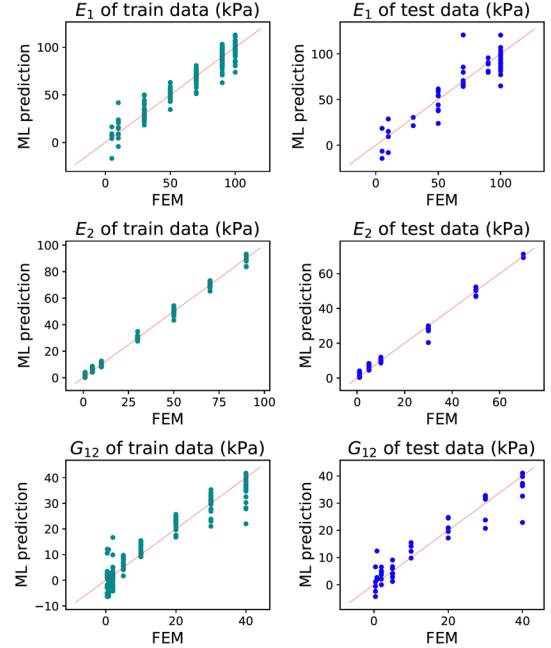 E₁ of train data (kPa)
E₁ of test data (kPa)
ML prediction
100
50
0
0
50
100
FEM
ML prediction
100
50
0
0
50
100
FEM
E₂ of train data (kPa)
E₂ of test data (kPa)
ML prediction
100
80
60
40
20
0
0
25
50
75
100
FEM
ML prediction
60
40
20
0
0
20
40
60
FEM
G₁₂ of train data (kPa)
G₁₂ of test data (kPa)
ML prediction
40
30
20
10
0
−10
0
20
40
FEM
ML prediction
40
30
20
10
0
0
20
40
FEM